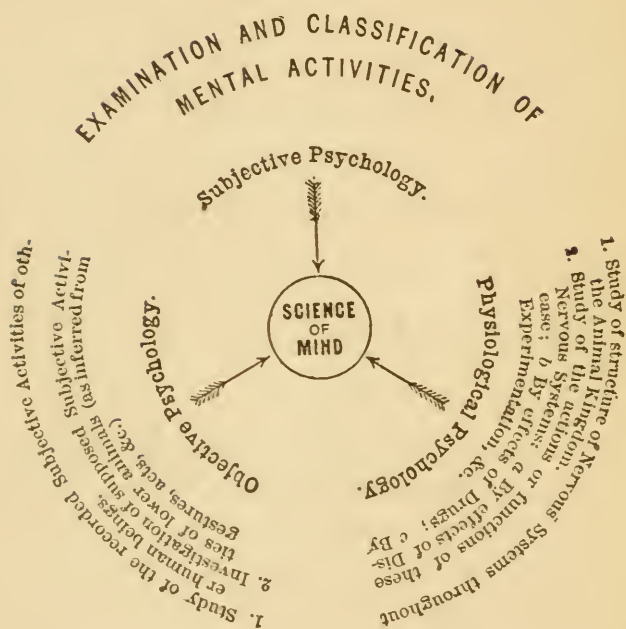 EXAMINATION AND CLASSIFICATION OF
MENTAL ACTIVITIES.
Subjective Psychology.
SCIENCE
OF
MIND
Objective Psychology.
1. Study of the recorded Subjective Activities of oth-
er human beings.
2. Investigation of supposed Subjective Activi-
ties of lower animals (as inferred from
gestures, acts, &c.)
Physiological Psychology.
1. Study of structure of Nervous Systems throughout
the Animal Kingdom.
2. Study of the actions or functions of these
Nervous Systems: a By effects of Dis-
ease; b By effects of Drugs; c By
Experimentation, &c.